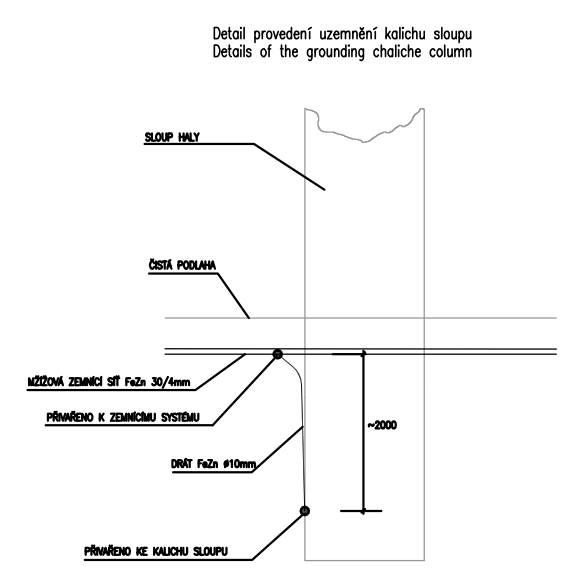 Detail provedení uzemnění kalichu sloupu
Details of the grounding chaliche column
SLOUP HALY
ČISTÁ PODLAHA
MŽÍŽOVÁ ZEMNÍCÍ SÍŤ FeZn 30/4mm
PŘIVAŘENO K ZEMNÍCÍMU SYSTÉMU
~2000
DRÁT FeZn ø10mm
PŘIVAŘENO KE KALICHU SLOUPU